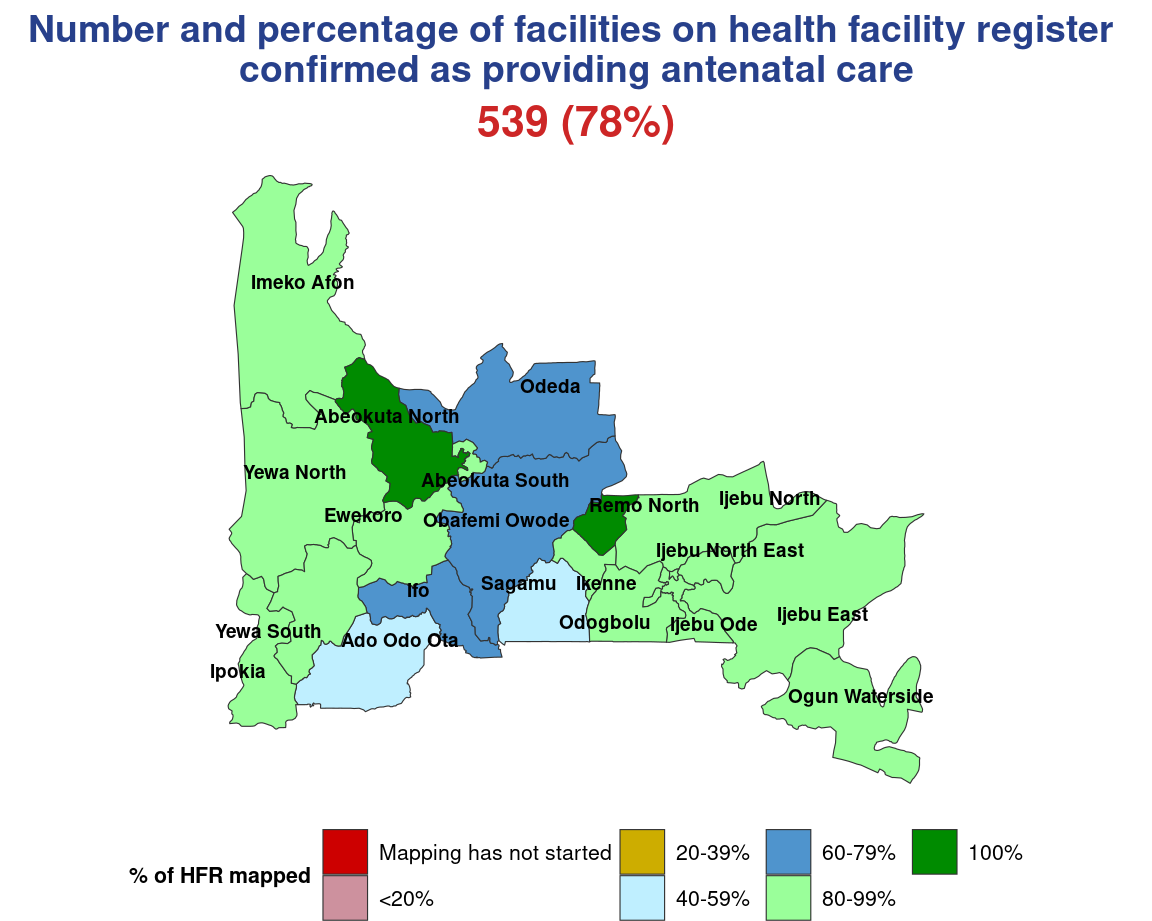 Number and percentage of facilities on health facility register
confirmed as providing antenatal care
539 (78%)
Imeko Afon
Odeda
Abeokuta North
Yewa North
Abeokuta South
Ijebu North
Remo North
Ewekoro
Obafemi Owode
Ijebu North East
Ifo
Sagamu
Ikenne
Ijebu East
Odogbolu
Ijebu Ode
Yewa South
Ado Odo Ota
Ipokia
Ogun Waterside
% of HFR mapped
Mapping has not started
<20%
20-39%
40-59%
60-79%
80-99%
100%